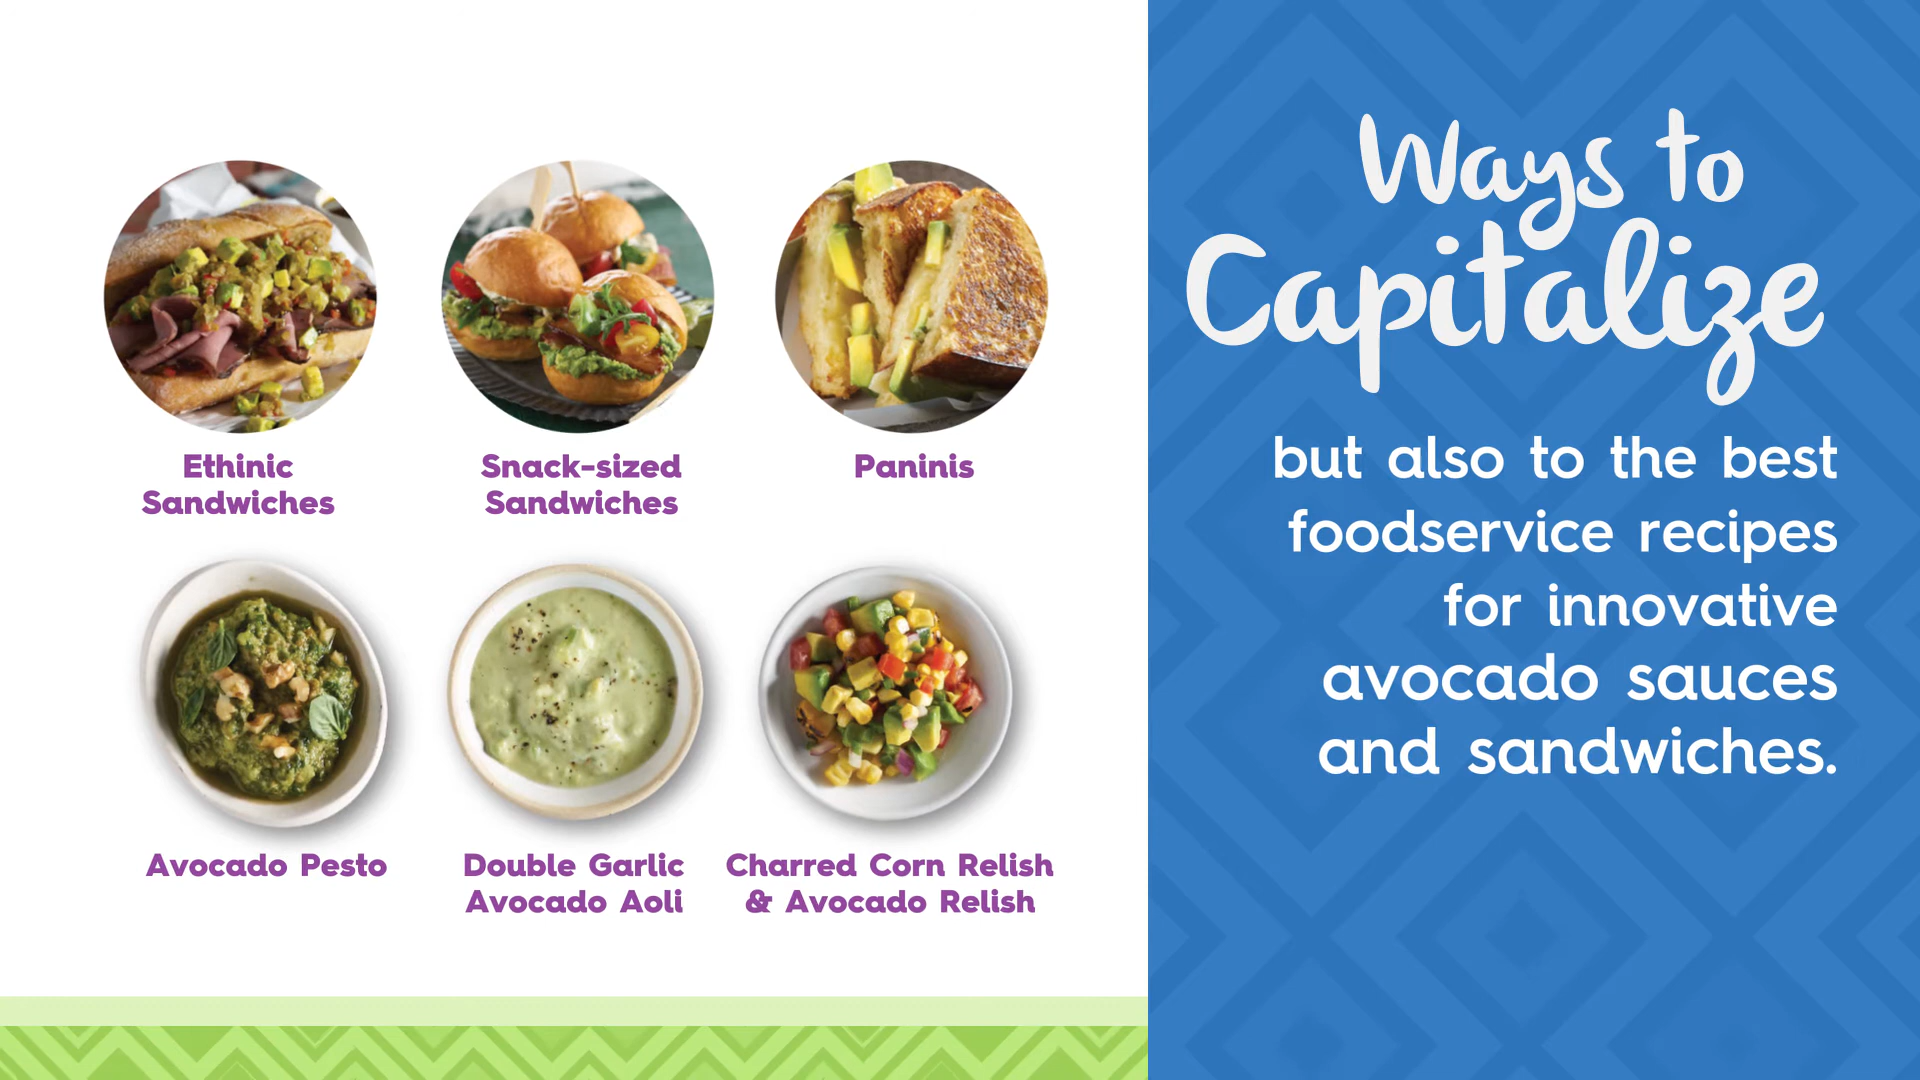 Ways to
Capitalize
but also to the best
foodservice recipes
for innovative
avocado sauces
and sandwiches.
Ethinic
Sandwiches
Snack-sized
Sandwiches
Paninis
Avocado Pesto
Double Garlic
Avocado Aoli
Charred Corn Relish
& Avocado Relish